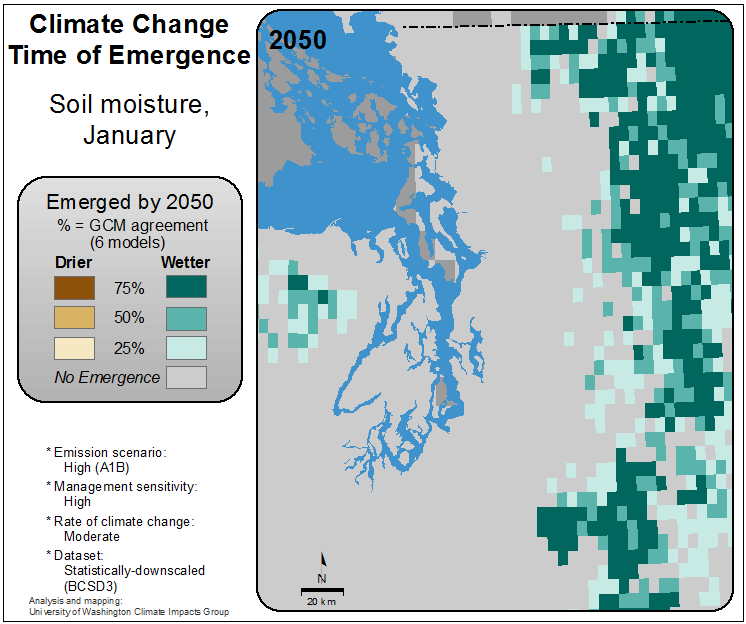 Climate Change
Time of Emergence
Soil moisture,
January
Emerged by 2050
% = GCM agreement
(6 models)
Drier Wetter
75%
50%
25%
No Emergence
* Emission scenario:
High (A1B)
* Management sensitivity:
High
* Rate of climate change:
Moderate
* Dataset:
Statistically-downscaled
(BCSD3)
Analysis and mapping:
University of Washington Climate Impacts Group
2050
N
20 km